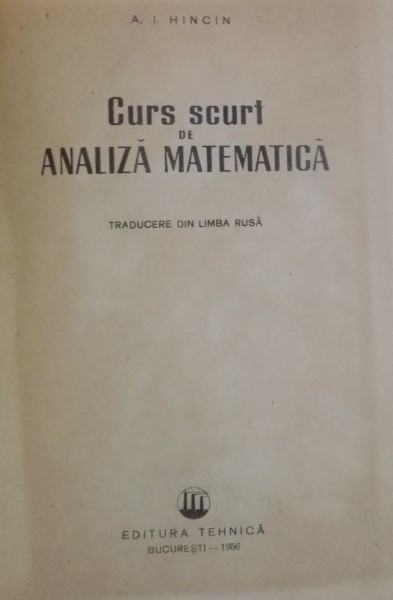 A. I. HINCIN
Curs scurt
DE
ANALIZĂ MATEMATICĂ
TRADUCERE DIN LIMBA RUSĂ
EDITURA TEHNICĂ
BUCUREȘTI — 1956